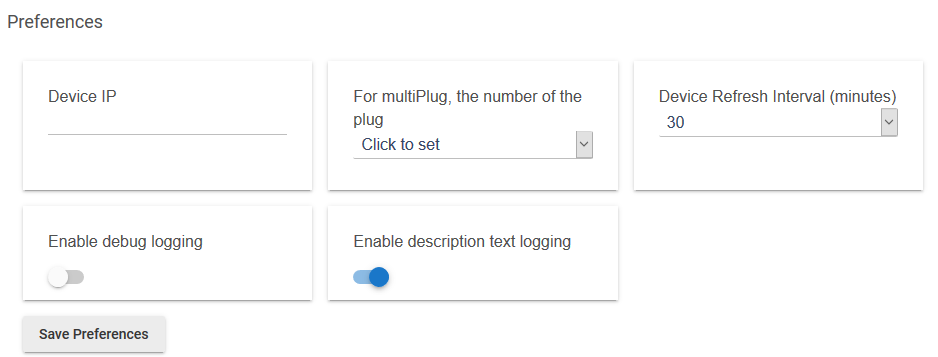 Preferences
Device IP
For multiPlug, the number of the
plug
Click to set
Device Refresh Interval (minutes)
30
Enable debug logging
Enable description text logging
Save Preferences